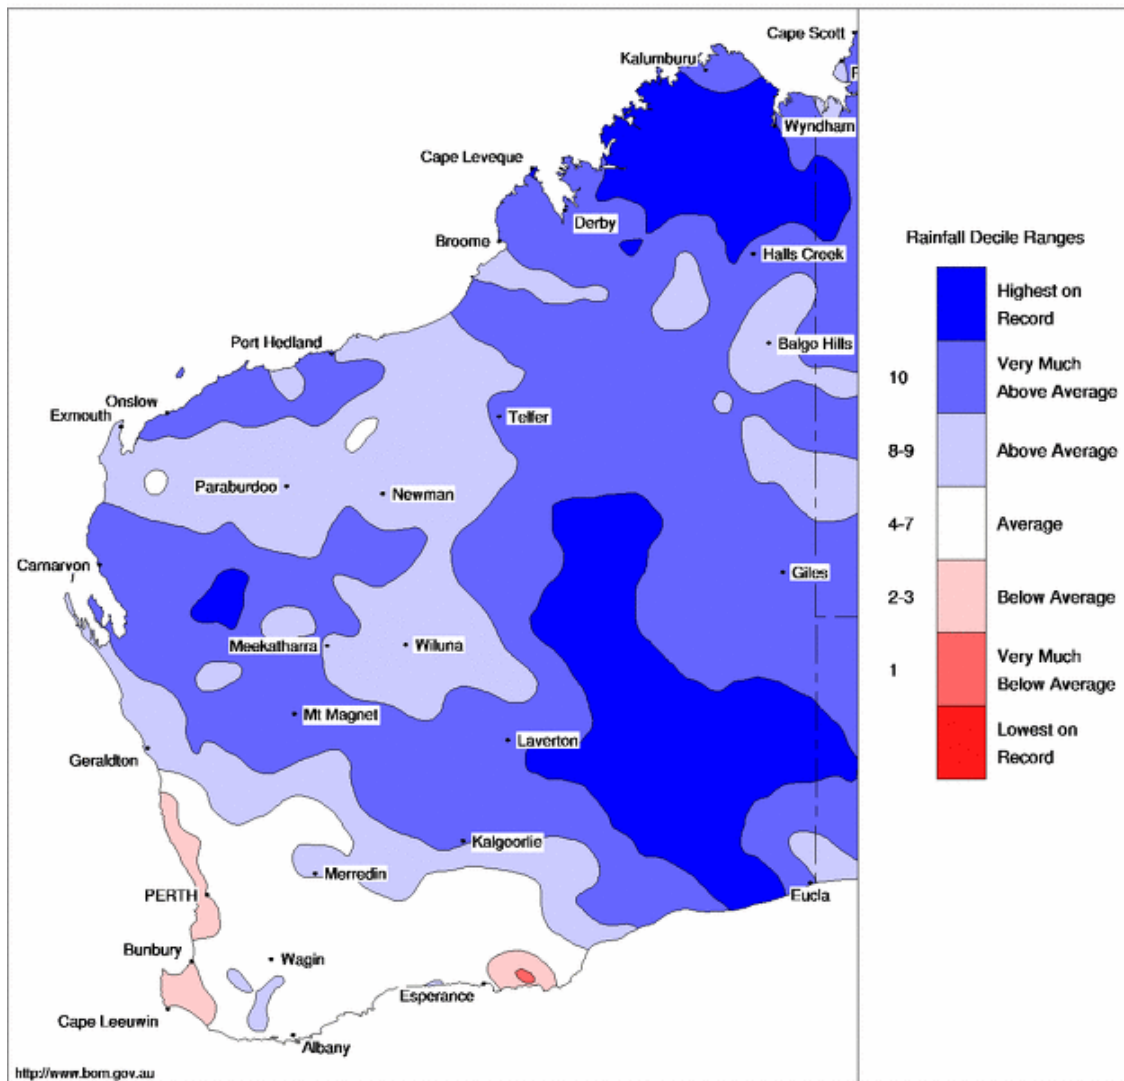 Cape Scott
Kalumburu
Wyndham
Cape Leveque
Derby
Broome
Halls Creek
Port Hedland
Balgo Hills
Onslow
Exmouth
Telfer
Paraburdoo
Newman
Carnarvon
Giles
Meekatharra
Wiluna
Mt Magnet
Laverton
Geraldton
Kalgoorlie
Merredin
PERTH
Eucla
Bunbury
Wagin
Esperance
Cape Leeuwin
Albany
http://www.bom.gov.au
Rainfall Decile Ranges
Highest on
Record
10
Very Much
Above Average
8-9
Above Average
4-7
Average
2-3
Below Average
1
Very Much
Below Average
Lowest on
Record